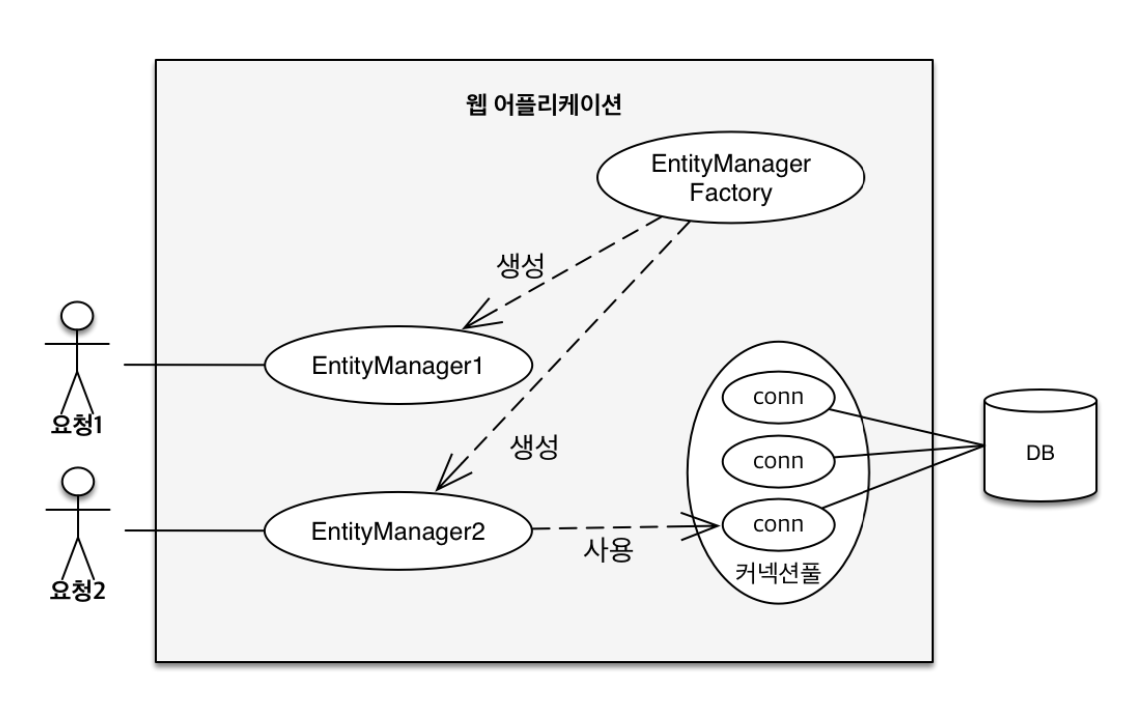 웹 어플리케이션
EntityManager
Factory
생성
EntityManager1
요청1
conn
conn
conn
커넥션풀
DB
생성
EntityManager2
사용
요청2